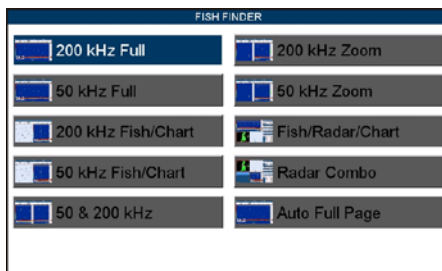 FISH FINDER
200 kHz Full
200 kHz Zoom
50 kHz Full
50 kHz Zoom
200 kHz Fish/Chart
Fish/Radar/Chart
50 kHz Fish/Chart
Radar Combo
50 & 200 kHz
Auto Full Page